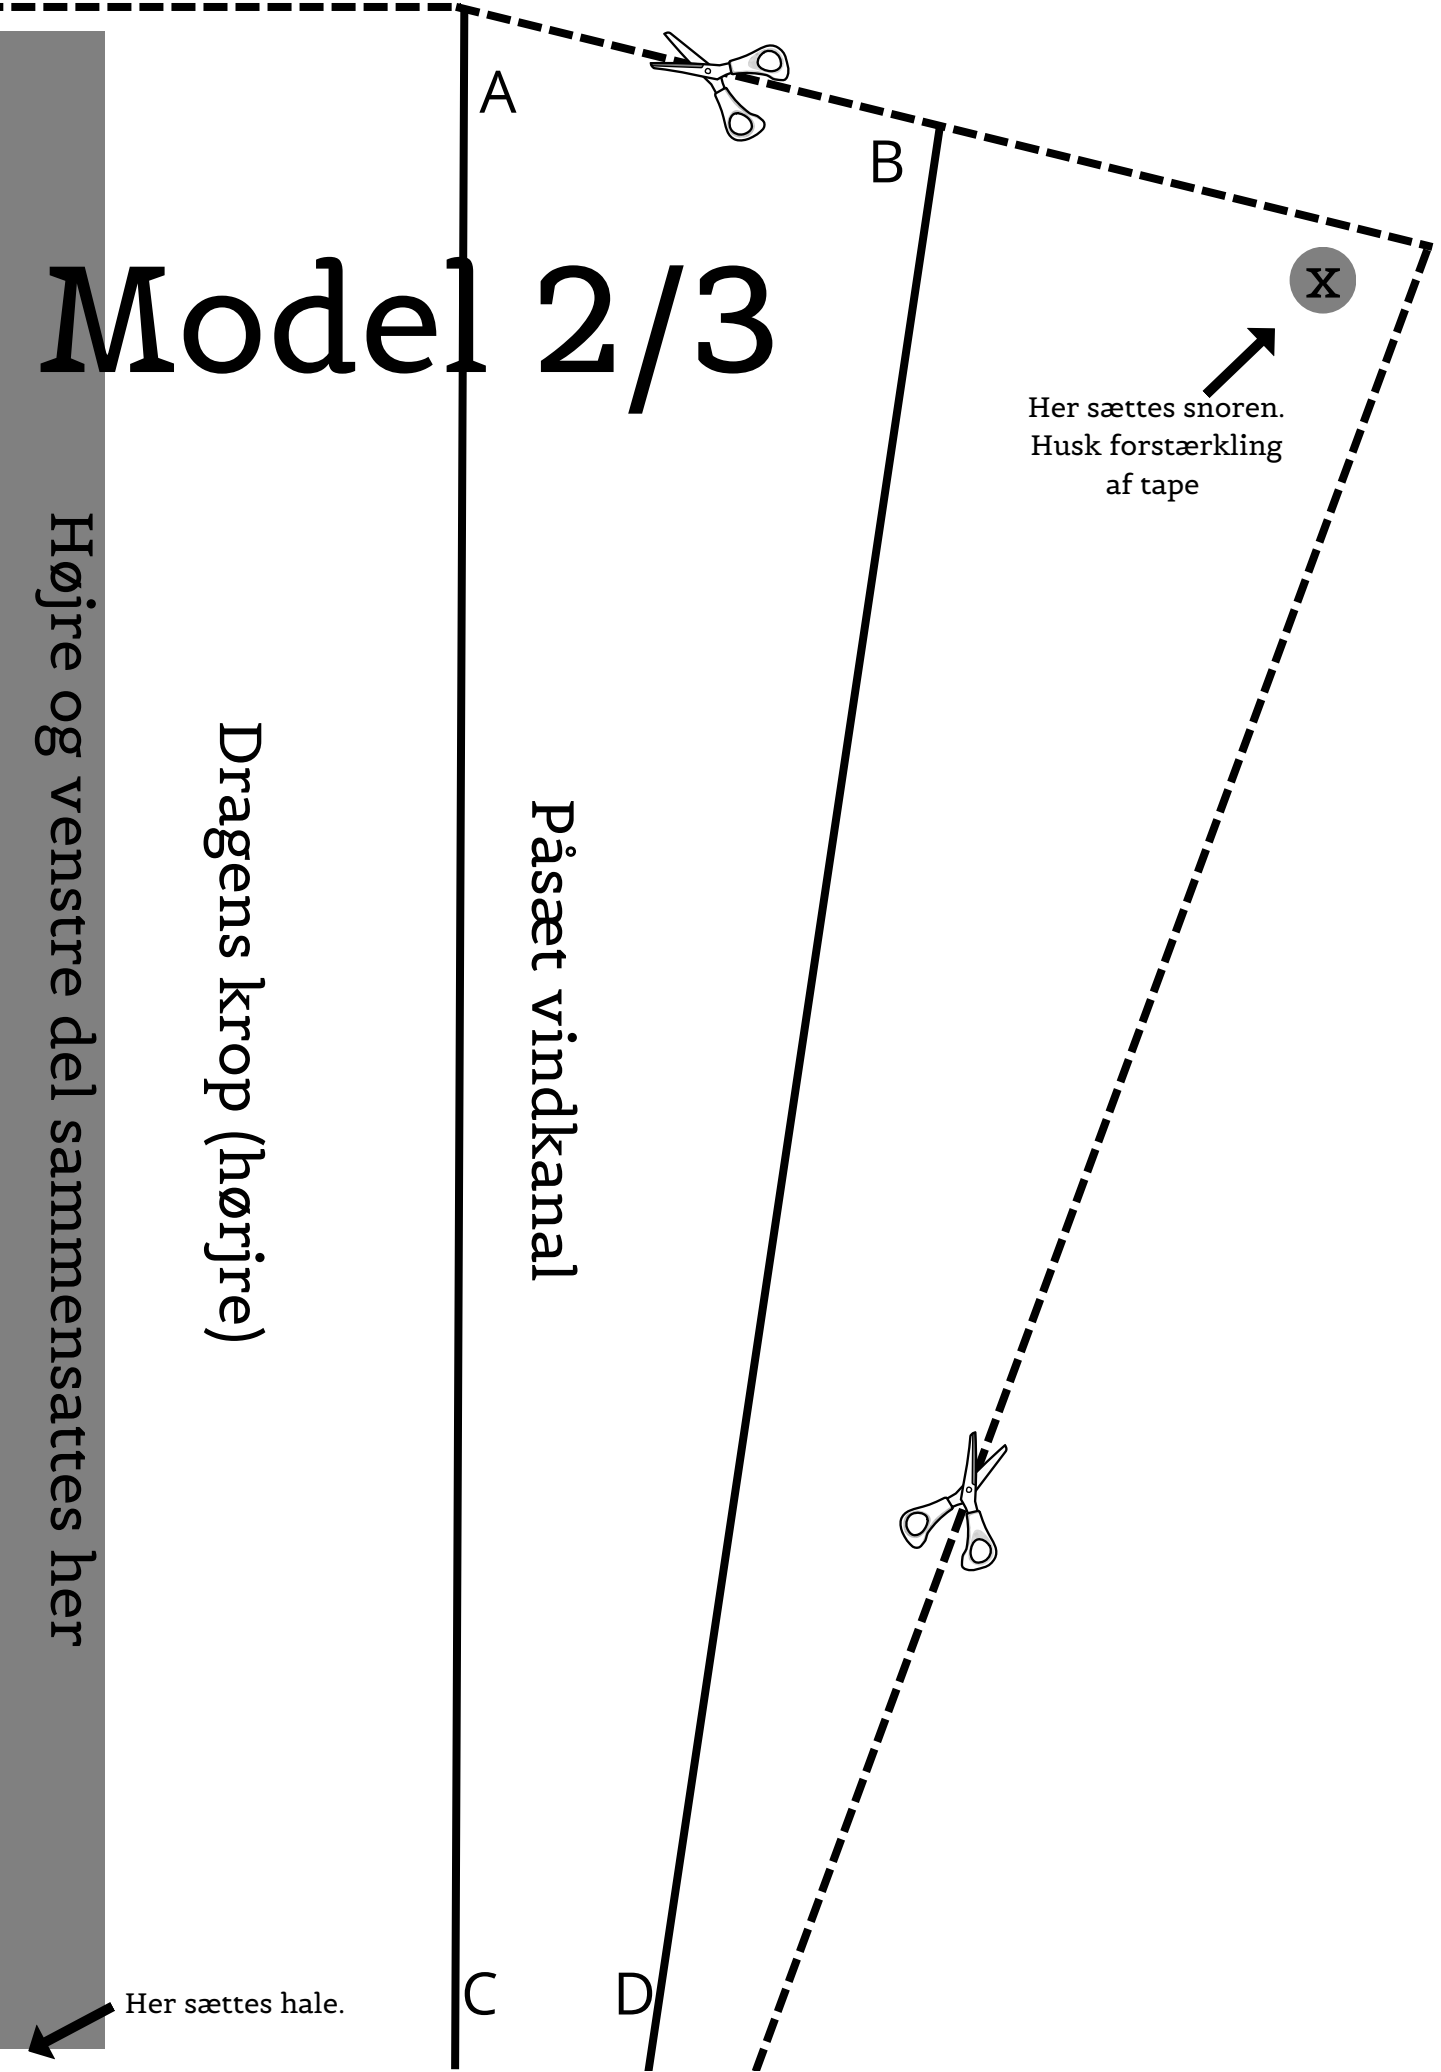 A
B
Model 2/3
x
Her sættes snoren.
Husk forstærkling
af tape
Højre og venstre del sammensattes her
Dragens krop (hørjre)
Påsæt vindkanal
C
D
Her sættes hale.